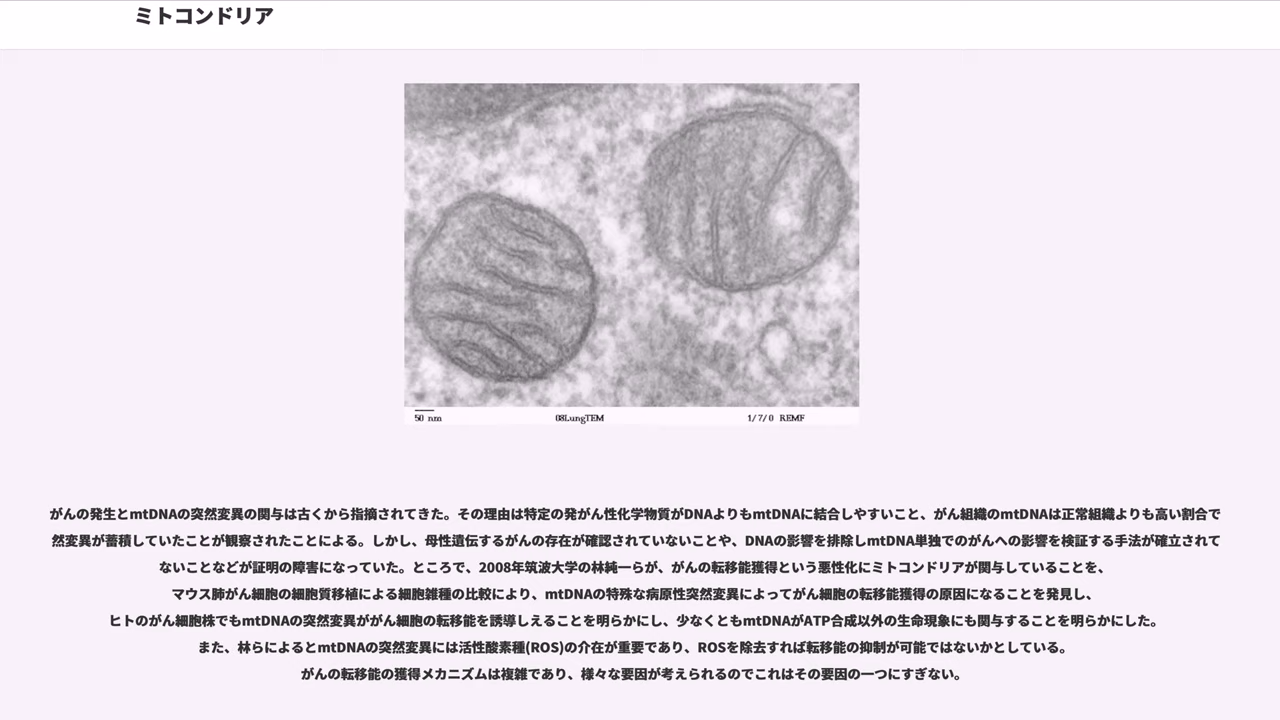 ミトコンドリア
50 nm
08LungTEM
1/7/0 REMF
がんの発生とmtDNAの突然変異の関与は古くから指摘されてきた。その理由は特定の発がん性化学物質がDNAよりもmtDNAに結合しやすいこと、がん組織のmtDNAは正常組織よりも高い割合で
然変異が蓄積していたことが観察されたことによる。しかし、母性遺伝するがんの存在が確認されていないことや、DNAの影響を排除しmtDNA単独でのがんへの影響を検証する手法が確立されて
ないことなどが証明の障害になっていた。ところで、2008年筑波大学の林純一らが、がんの転移能獲得という悪性化にミトコンドリアが関与していることを、
マウス肺がん細胞の細胞質移植による細胞雑種の比較により、mtDNAの特殊な病原性突然変異によってがん細胞の転移能獲得の原因になることを発見し、
ヒトのがん細胞株でもmtDNAの突然変異ががん細胞の転移能を誘導しえることを明らかにし、少なくともmtDNAがATP合成以外の生命現象にも関与することを明らかにした。
また、林らによるとmtDNAの突然変異には活性酸素種(ROS)の介在が重要であり、ROSを除去すれば転移能の抑制が可能ではないかとしている。
がんの転移能の獲得メカニズムは複雑であり、様々な要因が考えられるのでこれはその要因の一つにすぎない。